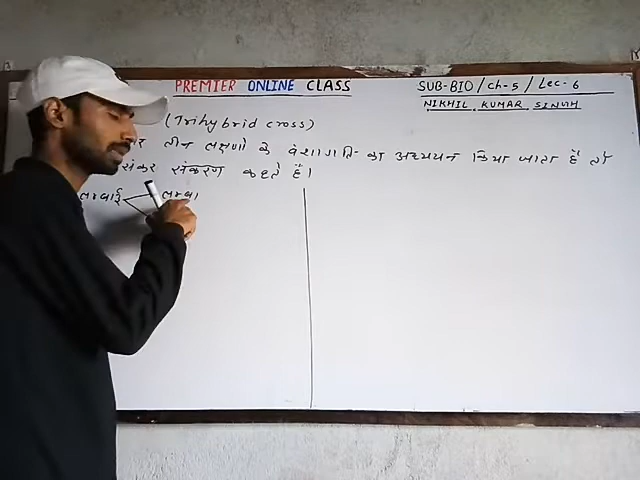 PREMIER ONLINE CLASS
SUB-BIO / Ch-5 / Lec-6
NIKHIL KUMAR SINGH
(Trihybrid cross)
तीन लक्षणों के वंशागति का अध्ययन किया जाता है तो
संकर संकरण कहते हैं।
लम्बाई लम्बा